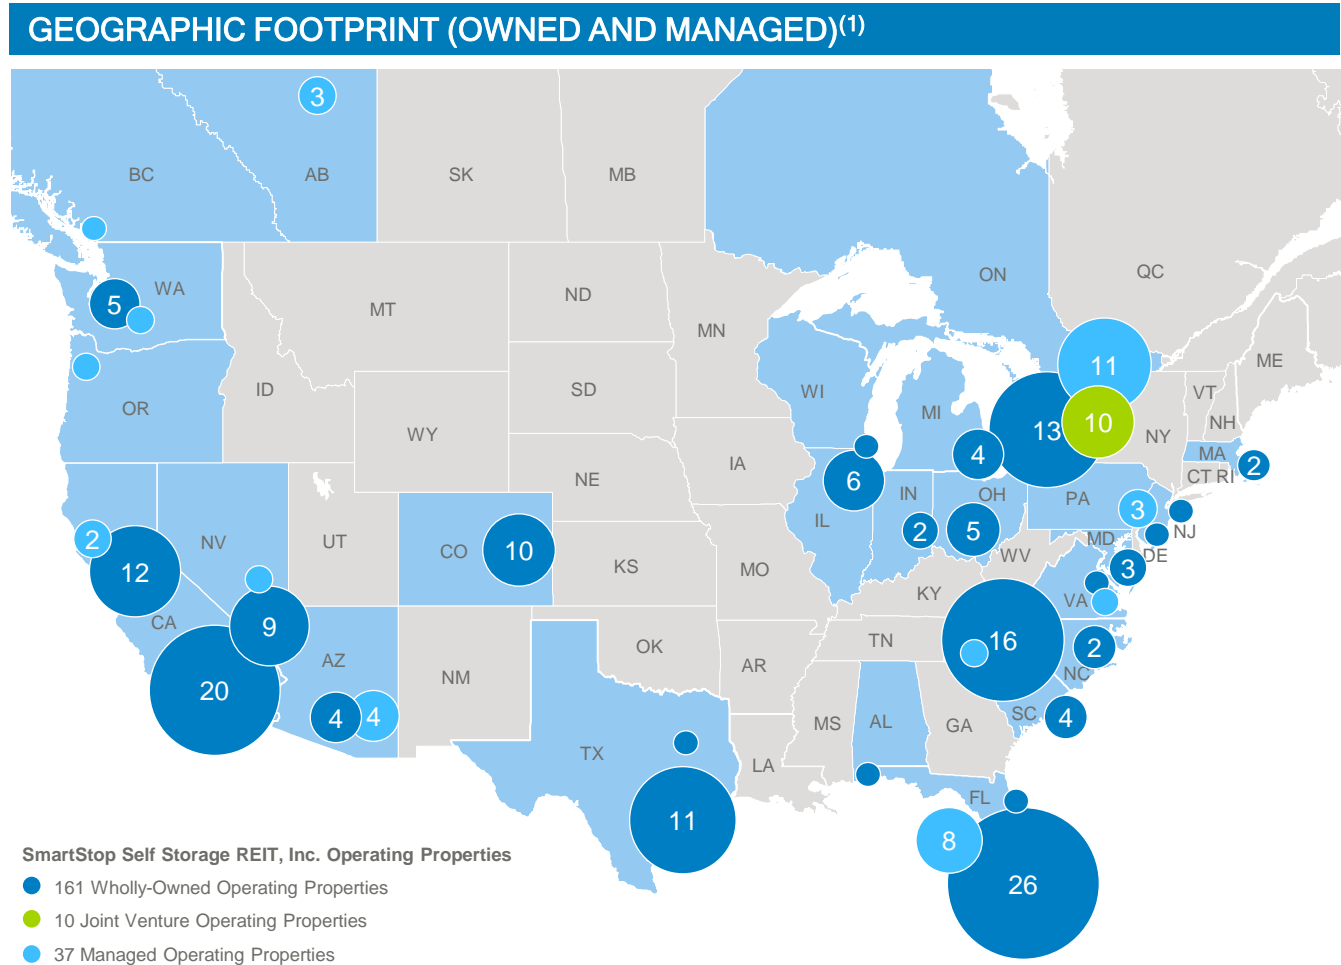 GEOGRAPHIC FOOTPRINT (OWNED AND MANAGED)(1)
3
BC
AB
SK
MB
ON
QC
WA
5
MT
ND
MN
ME
11
ID
SD
WI
MI
VT
NH
OR
WY
13
10
NY
IA
4
MA
2
NE
6
CT RI
IN
OH
PA
3
NV
2
UT
CO
10
IL
2
5
NJ
MD
DE
12
KS
MO
WV
3
KY
VA
CA
9
OK
TN
16
2
AZ
AR
NC
20
NM
4
4
MS
AL
GA
SC
4
TX
LA
FL
11
8
26
SmartStop Self Storage REIT, Inc. Operating Properties
161 Wholly-Owned Operating Properties
10 Joint Venture Operating Properties
37 Managed Operating Properties